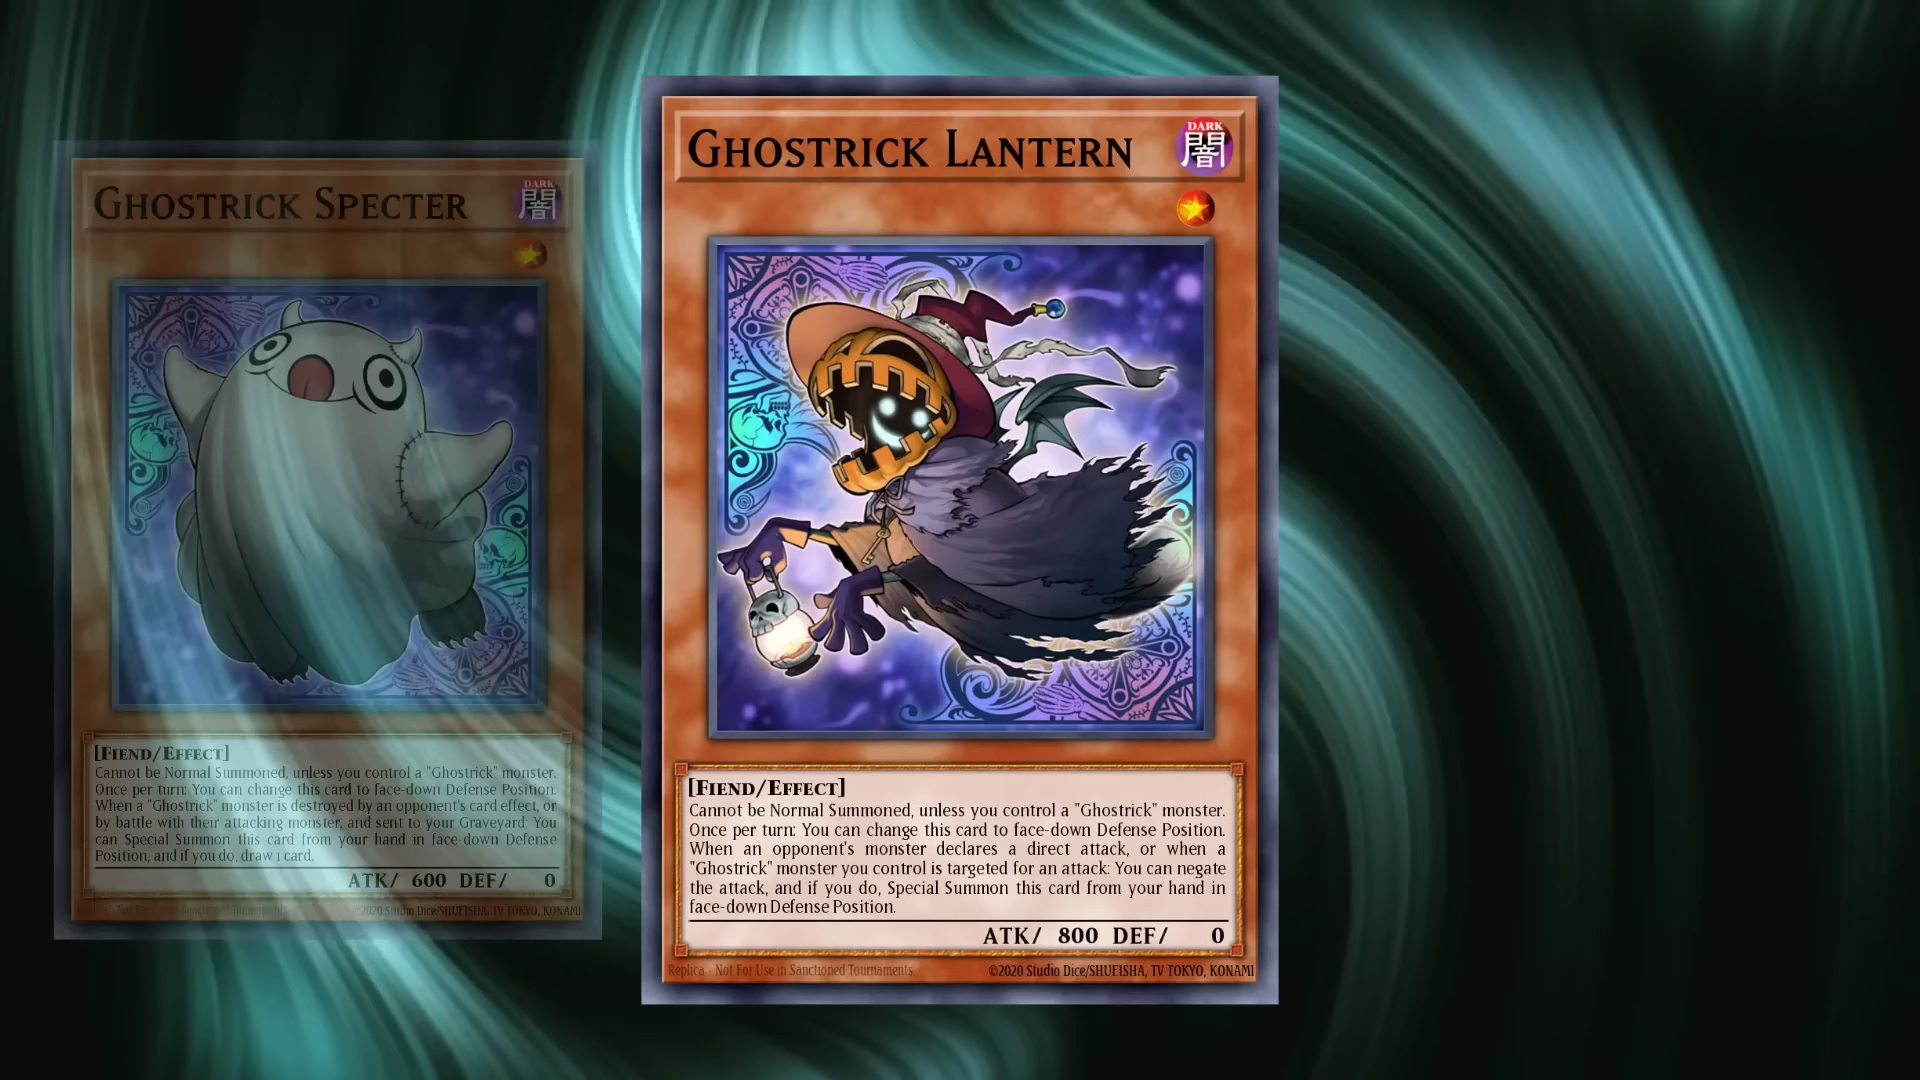 Ghostrick Specter
DARK
闇
[Fiend/Effect]
Cannot be Normal Summoned, unless you control a "Ghostrick" monster.
Once per turn: You can change this card to face-down Defense Position.
When a "Ghostrick" monster is destroyed by an opponent's card effect, or
by battle with their attacking monster, and sent to your Graveyard: You
can Special Summon this card from your hand in face-down Defense
Position, and if you do, draw 1 card.
ATK/ 600 DEF/ 0
Replica - Not For Use in Sanctioned Tournaments. ©2020 Studio Dice/SHUEISHA, TV TOKYO, KONAMI
Ghostrick Lantern
DARK
闇
[Fiend/Effect]
Cannot be Normal Summoned, unless you control a "Ghostrick" monster.
Once per turn: You can change this card to face-down Defense Position.
When an opponent's monster declares a direct attack, or when a
"Ghostrick" monster you control is targeted for an attack: You can negate
the attack, and if you do, Special Summon this card from your hand in
face-down Defense Position.
ATK/ 800 DEF/ 0
Replica - Not For Use in Sanctioned Tournaments. ©2020 Studio Dice/SHUEISHA, TV TOKYO, KONAMI